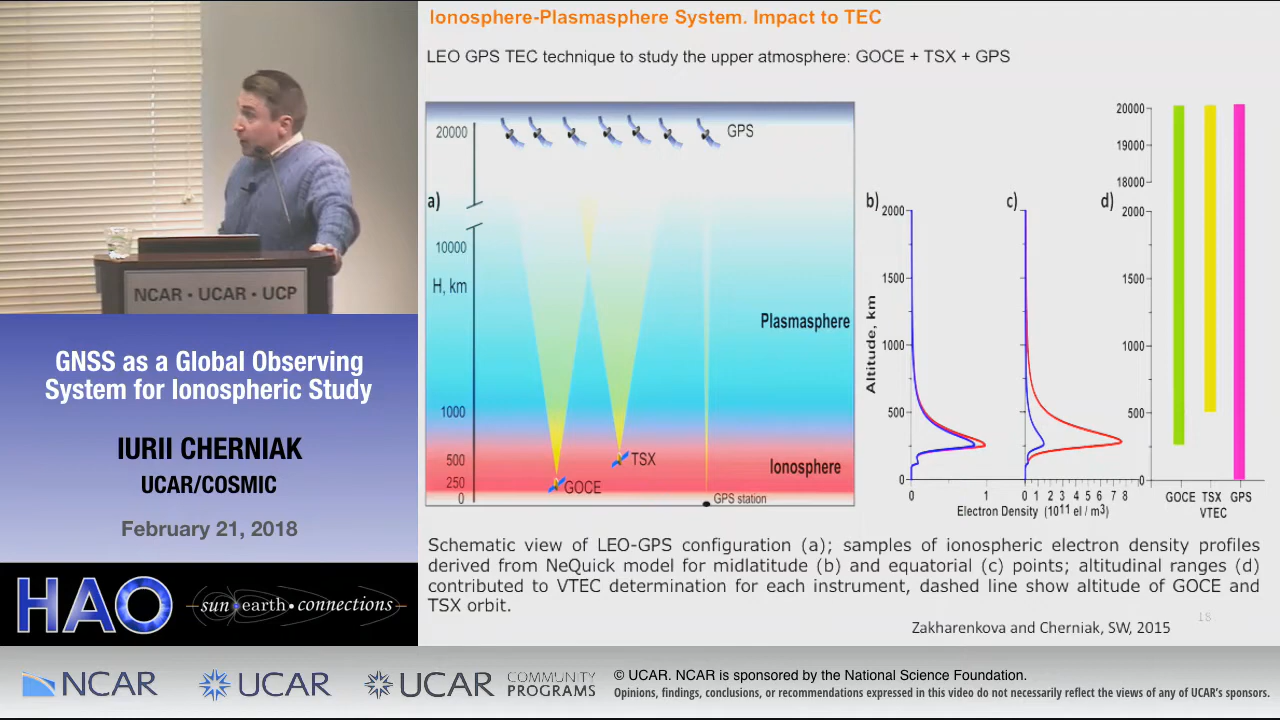 Ionosphere-Plasmasphere System. Impact to TEC
LEO GPS TEC technique to study the upper atmosphere: GOCE + TSX + GPS
a)
20000
10000
H, km
1000
500
250
0
GPS
Plasmasphere
Ionosphere
TSX
GOCE
GPS station
b)
2000
1500
1000
500
0
Altitude, km
0
1
c)
0 1 2 3 4 5 6 7 8
Electron Density (10¹¹ el / m³)
d)
20000
19000
18000
2000
1500
1000
500
0
GOCE TSX GPS
VTEC
Schematic view of LEO-GPS configuration (a); samples of ionospheric electron density profiles
derived from NeQuick model for midlatitude (b) and equatorial (c) points; altitudinal ranges (d)
contributed to VTEC determination for each instrument, dashed line show altitude of GOCE and
TSX orbit.
18
Zakharenkova and Cherniak, SW, 2015
NCAR • UCAR • UCP
GNSS as a Global Observing
System for Ionospheric Study
IURII CHERNIAK
UCAR/COSMIC
February 21, 2018
HAO
sun • earth • connections
NCAR
UCAR
UCAR
COMMUNITY
PROGRAMS
© UCAR. NCAR is sponsored by the National Science Foundation.
Opinions, findings, conclusions, or recommendations expressed in this video do not necessarily reflect the views of any of UCAR's sponsors.